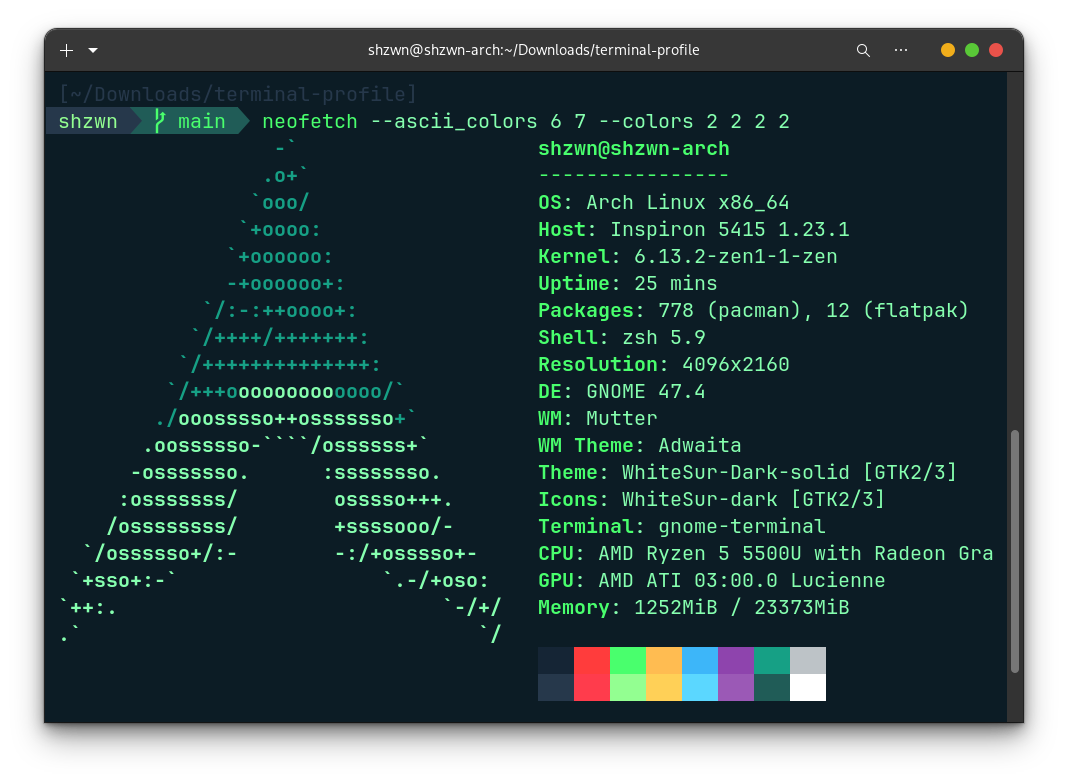 shzwn@shzwn-arch:~/Downloads/terminal-profile
[~/Downloads/terminal-profile]
shzwn main neofetch --ascii_colors 6 7 --colors 2 2 2 2
                  -`                    shzwn@shzwn-arch
                 .o+`                   ----------------
                `ooo/                   OS: Arch Linux x86_64
               `+oooo:                  Host: Inspiron 5415 1.23.1
              `+oooooo:                 Kernel: 6.13.2-zen1-1-zen
              -+oooooo+:                Uptime: 25 mins
            `/:-:++oooo+:               Packages: 778 (pacman), 12 (flatpak)
           `/++++/+++++++:              Shell: zsh 5.9
          `/++++++++++++++:             Resolution: 4096x2160
         `/+++ooooooooooooo/`           DE: GNOME 47.4
        ./ooosssso++osssssso+`          WM: Mutter
       .oossssso-````/ossssss+`         WM Theme: Adwaita
      -osssssso.      :ssssssso.        Theme: WhiteSur-Dark-solid [GTK2/3]
     :osssssss/        osssso+++.       Icons: WhiteSur-dark [GTK2/3]
    /ossssssss/        +ssssooo/-       Terminal: gnome-terminal
  `/ossssso+/:-        -:/+osssso+-     CPU: AMD Ryzen 5 5500U with Radeon Gra
 `+sso+:-`                 `.-/+oso:    GPU: AMD ATI 03:00.0 Lucienne
`++:.                           `-/+/   Memory: 1252MiB / 23373MiB
.`                                 `/